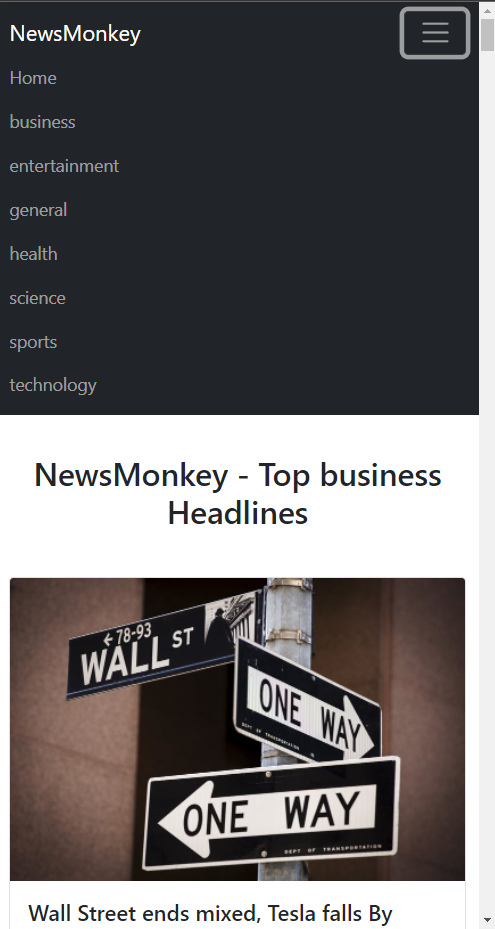 NewsMonkey
Home
business
entertainment
general
health
science
sports
technology
NewsMonkey - Top business
Headlines
←78-93
WALL ST
ONE WAY
DEPT OF TRANSPORTATION
ONE WAY
DEPT OF TRANSPORTATION
Wall Street ends mixed, Tesla falls By